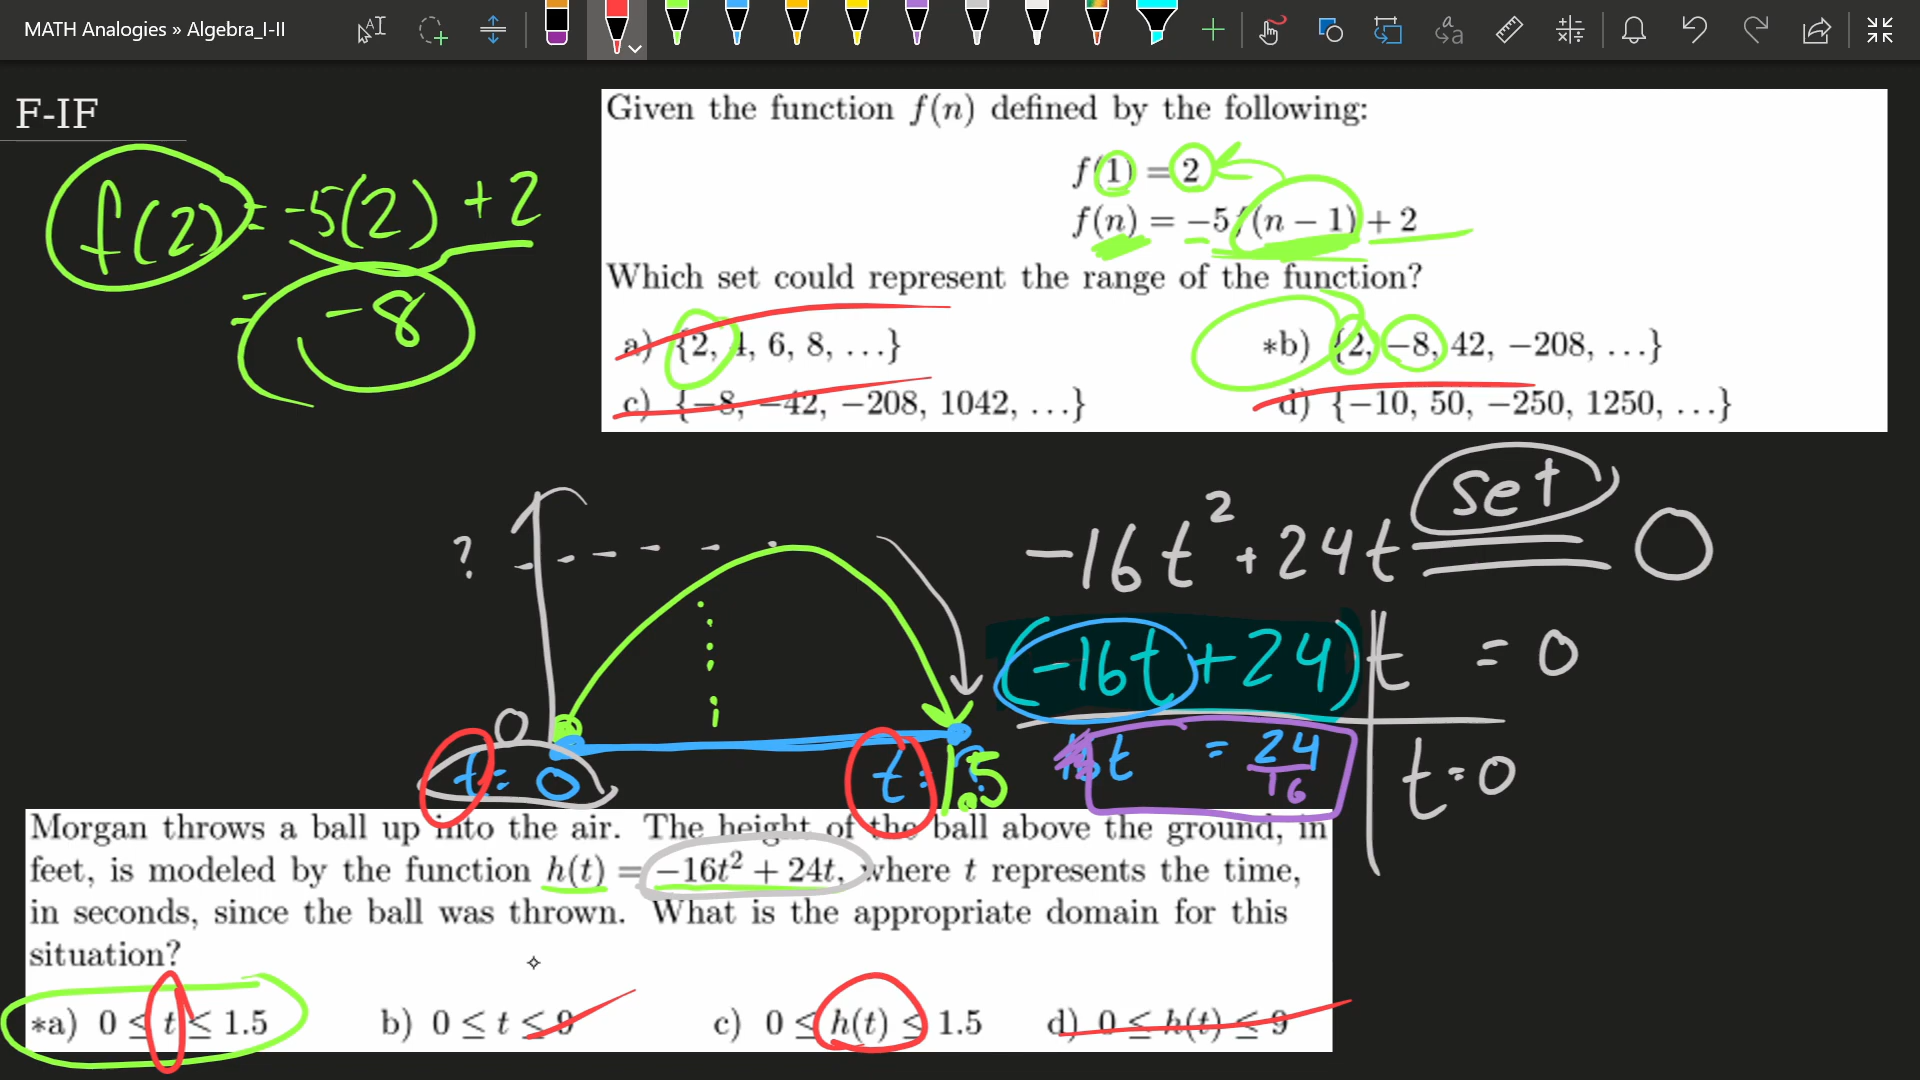 MATH Analogies » Algebra_I-II
F-IF
Given the function f(n) defined by the following:
f(1) = 2
f(n) = −5f(n − 1) + 2
Which set could represent the range of the function?
a) {2, 4, 6, 8, ...}
*b) {2, −8, 42, −208, ...}
c) {−8, −42, −208, 1042, ...}
d) {−10, 50, −250, 1250, ...}
f(2) = -5(2) + 2
= -8
?
0
t = 0
t = 1.5
-16t² + 24t set 0
(-16t + 24) t = 0
t = 24/16
t = 0
Morgan throws a ball up into the air. The height of the ball above the ground, in
feet, is modeled by the function h(t) = −16t² + 24t, where t represents the time,
in seconds, since the ball was thrown. What is the appropriate domain for this
situation?
*a) 0 ≤ t ≤ 1.5
b) 0 ≤ t ≤ 9
c) 0 ≤ h(t) ≤ 1.5
d) 0 ≤ h(t) ≤ 9